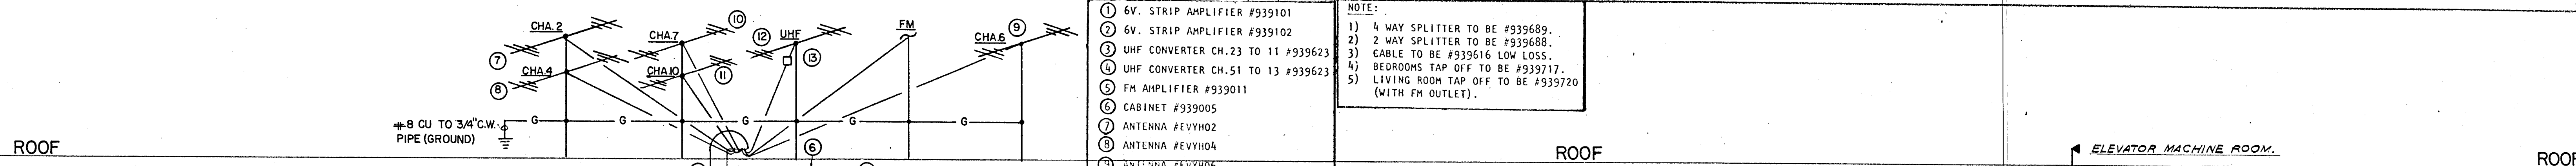 CHA.2
CHA.4
⑦
⑧
CHA.7
CHA.10
⑩
⑪
⑫
UHF
⑬
FM
⑨
CHA.6
G
G
G
G
G
#8 CU TO 3/4"C.W.
PIPE (GROUND)
⑥
ROOF
① 6V. STRIP AMPLIFIER #939101
② 6V. STRIP AMPLIFIER #939102
③ UHF CONVERTER CH.23 TO 11 #939623
④ UHF CONVERTER CH.51 TO 13 #939623
⑤ FM AMPLIFIER #939011
⑥ CABINET #939005
⑦ ANTENNA #EVYH02
⑧ ANTENNA #EVYH04
NOTE:
1) 4 WAY SPLITTER TO BE #939689.
2) 2 WAY SPLITTER TO BE #939688.
3) CABLE TO BE #939616 LOW LOSS.
4) BEDROOMS TAP OFF TO BE #939717.
5) LIVING ROOM TAP OFF TO BE #939720
(WITH FM OUTLET).
ROOF
ELEVATOR MACHINE ROOM.
ROOF